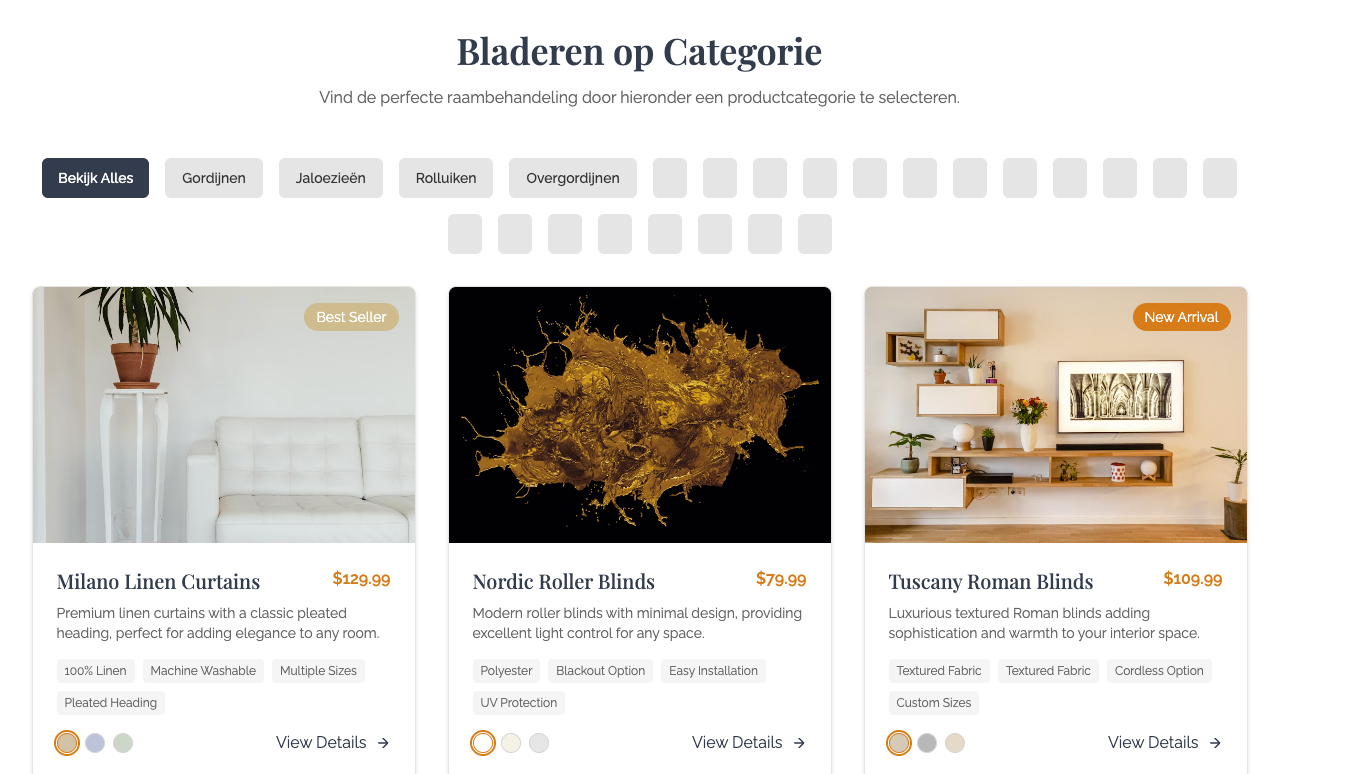 Bladeren op Categorie
Vind de perfecte raambehandeling door hieronder een productcategorie te selecteren.
Bekijk Alles
Gordijnen
Jaloezieën
Rolluiken
Overgordijnen
Best Seller
New Arrival
Milano Linen Curtains
$129.99
Premium linen curtains with a classic pleated
heading, perfect for adding elegance to any room.
100% Linen
Machine Washable
Multiple Sizes
Pleated Heading
View Details
Nordic Roller Blinds
$79.99
Modern roller blinds with minimal design, providing
excellent light control for any space.
Polyester
Blackout Option
Easy Installation
UV Protection
View Details
Tuscany Roman Blinds
$109.99
Luxurious textured Roman blinds adding
sophistication and warmth to your interior space.
Textured Fabric
Textured Fabric
Cordless Option
Custom Sizes
View Details